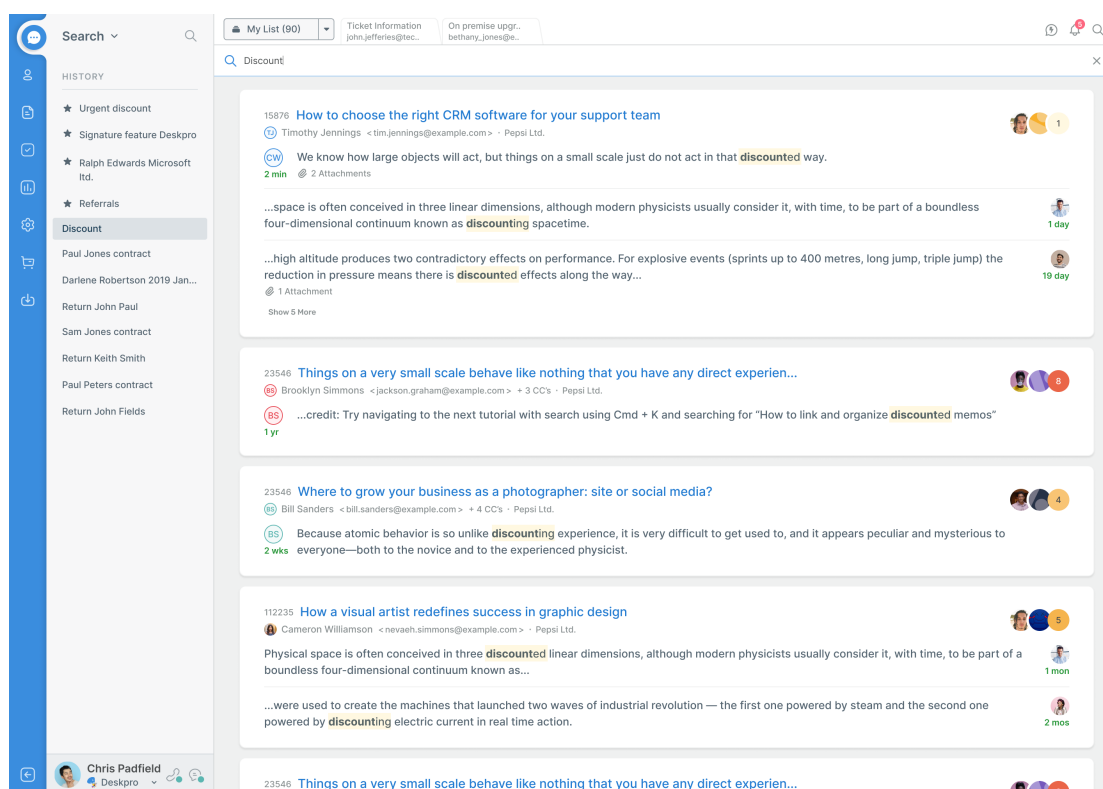 Search
HISTORY
Urgent discount
Signature feature Deskpro
Ralph Edwards Microsoft
ltd.
Referrals
Discount
Paul Jones contract
Darlene Robertson 2019 Jan...
Return John Paul
Sam Jones contract
Return Keith Smith
Paul Peters contract
Return John Fields
Chris Padfield
Deskpro
My List (90)
Ticket Information
john.jefferies@tec..
On premise upgr..
bethany_jones@e..
5
Discount
15876 How to choose the right CRM software for your support team
TJ Timothy Jennings <tim.jennings@example.com> · Pepsi Ltd.
1
CW We know how large objects will act, but things on a small scale just do not act in that discounted way.
2 min 2 Attachments
...space is often conceived in three linear dimensions, although modern physicists usually consider it, with time, to be part of a boundless
four-dimensional continuum known as discounting spacetime.
1 day
...high altitude produces two contradictory effects on performance. For explosive events (sprints up to 400 metres, long jump, triple jump) the
reduction in pressure means there is discounted effects along the way...
19 day
1 Attachment
Show 5 More
23546 Things on a very small scale behave like nothing that you have any direct experien...
BS Brooklyn Simmons <jackson.graham@example.com> + 3 CC's · Pepsi Ltd.
8
BS ...credit: Try navigating to the next tutorial with search using Cmd + K and searching for "How to link and organize discounted memos"
1 yr
23546 Where to grow your business as a photographer: site or social media?
BS Bill Sanders <bill.sanders@example.com> + 4 CC's · Pepsi Ltd.
4
BS Because atomic behavior is so unlike discounting experience, it is very difficult to get used to, and it appears peculiar and mysterious to
2 wks everyone—both to the novice and to the experienced physicist.
112235 How a visual artist redefines success in graphic design
Cameron Williamson <nevaeh.simmons@example.com> · Pepsi Ltd.
5
Physical space is often conceived in three discounted linear dimensions, although modern physicists usually consider it, with time, to be part of a
boundless four-dimensional continuum known as...
1 mon
...were used to create the machines that launched two waves of industrial revolution — the first one powered by steam and the second one
powered by discounting electric current in real time action.
2 mos
23546 Things on a very small scale behave like nothing that you have any direct experien...